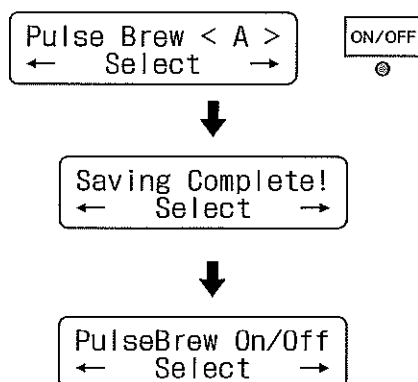 Pulse Brew < A >
← Select →
ON/OFF
Saving Complete!
← Select →
PulseBrew On/Off
← Select →